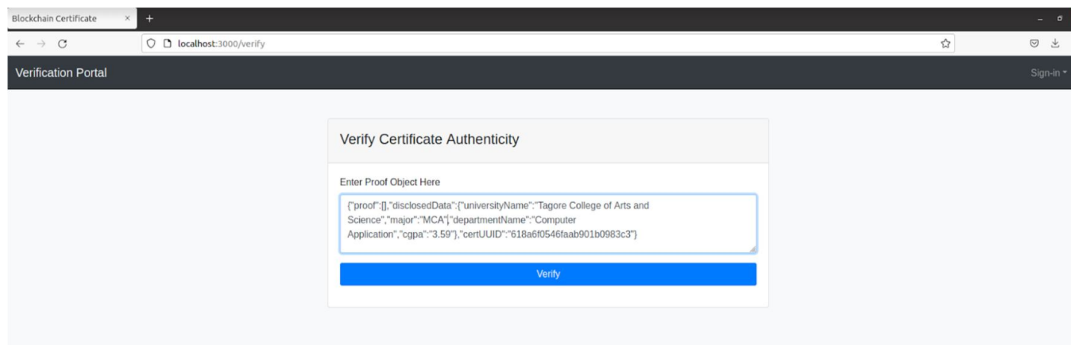 Blockchain Certificate
localhost:3000/verify
Verification Portal
Sign-in
Verify Certificate Authenticity
Enter Proof Object Here
{"proof":[],"disclosedData":{"universityName":"Tagore College of Arts and
Science","major":"MCA","departmentName":"Computer
Application","cgpa":"3.59"},"certUUID":"618a6f0546faab901b0983c3"}
Verify